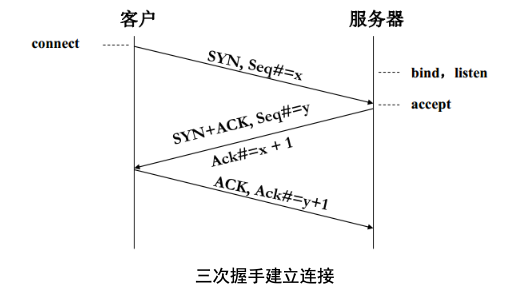 客户
服务器
connect
SYN, Seq#=x
bind，listen
accept
SYN+ACK, Seq#=y
Ack#=x + 1
ACK, Ack#=y+1
三次握手建立连接